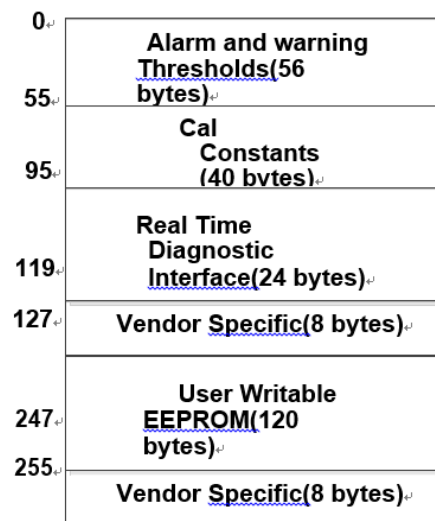 0
Alarm and warning
Thresholds(56
bytes)
55
Cal
Constants
(40 bytes)
95
Real Time
Diagnostic
Interface(24 bytes)
119
127
Vendor Specific(8 bytes)
User Writable
EEPROM(120
bytes)
247
255
Vendor Specific(8 bytes)